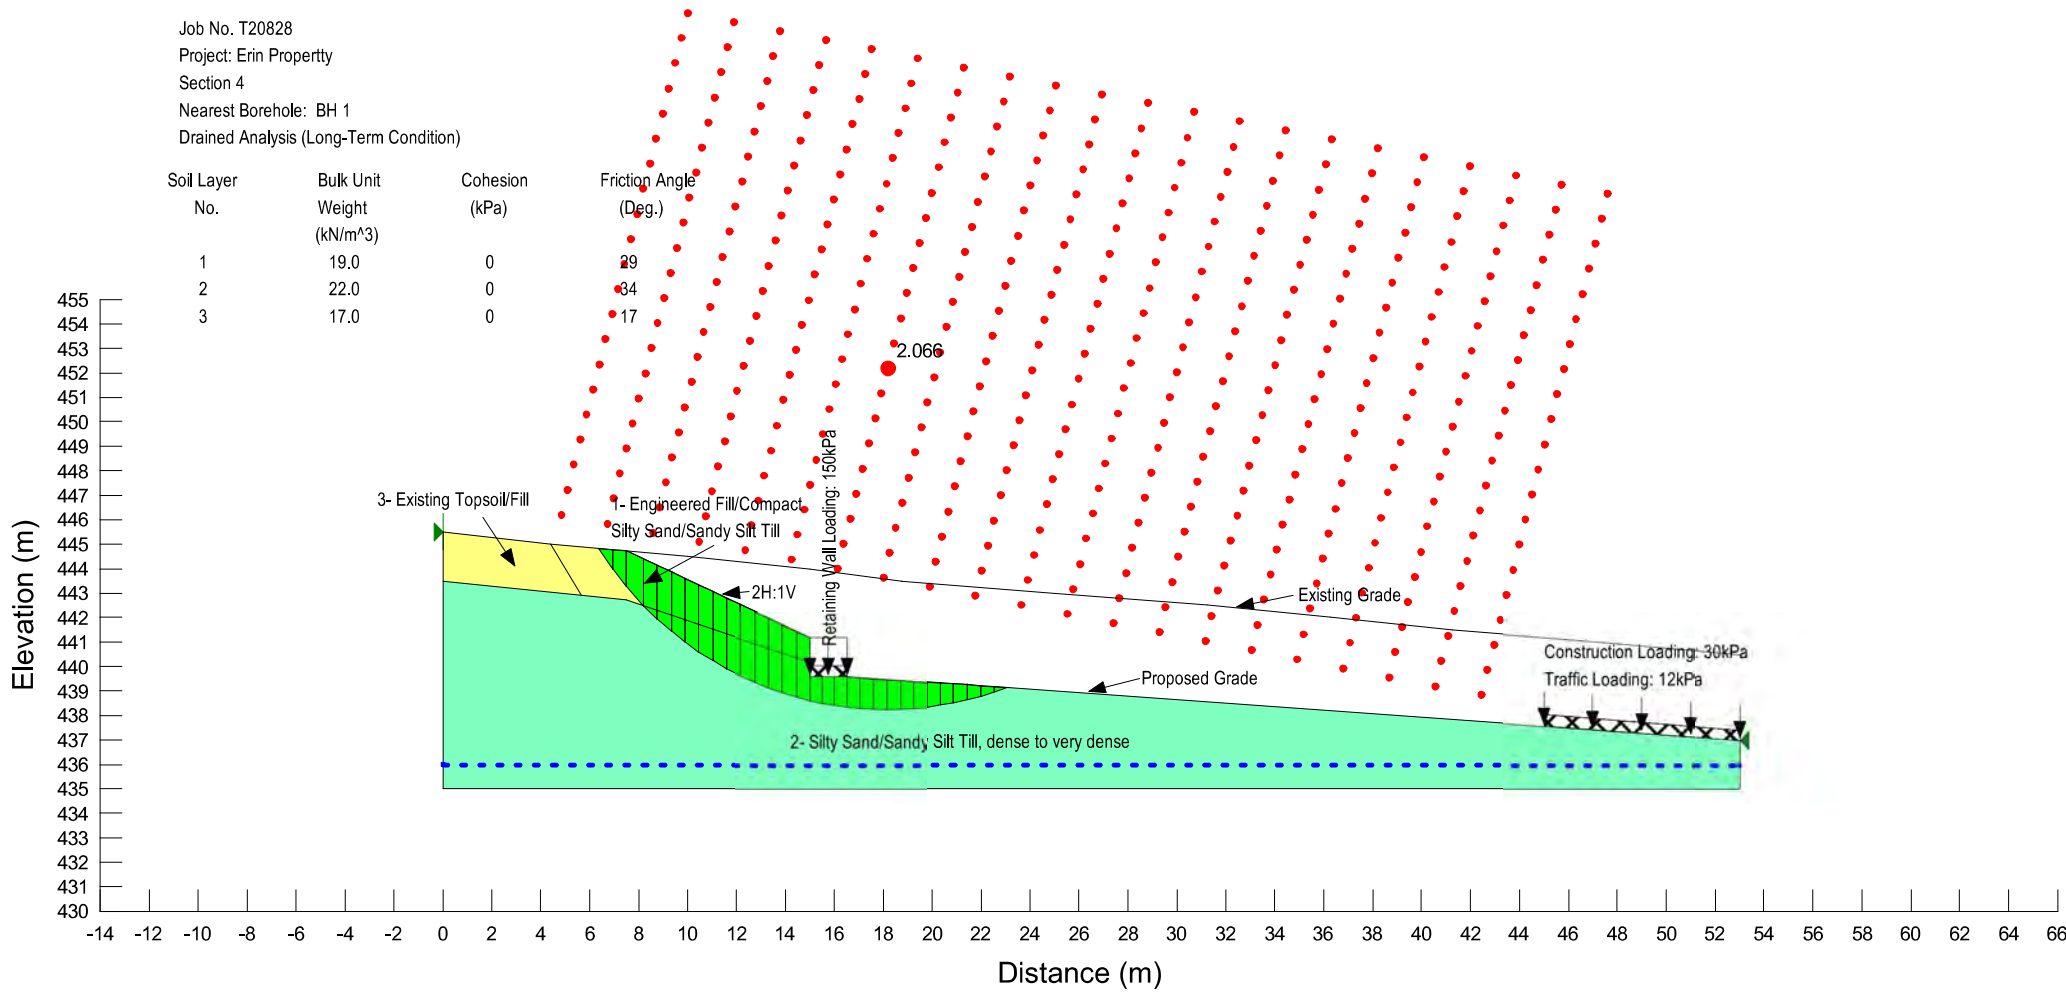 Job No. T20828
Project: Erin Propertty
Section 4
Nearest Borehole: BH 1
Drained Analysis (Long-Term Condition)
Soil Layer Bulk Unit Cohesion Friction Angle
No. Weight (kPa) (Deg.)
(kN/m^3)
1 19.0 0 29
2 22.0 0 34
3 17.0 0 17
2.066
Retaining Wall Loading: 150kPa
3- Existing Topsoil/Fill
1- Engineered Fill/Compact
Silty Sand/Sandy Silt Till
2H:1V
Existing Grade
Construction Loading: 30kPa
Traffic Loading: 12kPa
Proposed Grade
2- Silty Sand/Sandy Silt Till, dense to very dense
Elevation (m)
455
454
453
452
451
450
449
448
447
446
445
444
443
442
441
440
439
438
437
436
435
434
433
432
431
430
-14 -12 -10 -8 -6 -4 -2 0 2 4 6 8 10 12 14 16 18 20 22 24 26 28 30 32 34 36 38 40 42 44 46 48 50 52 54 56 58 60 62 64 66
Distance (m)